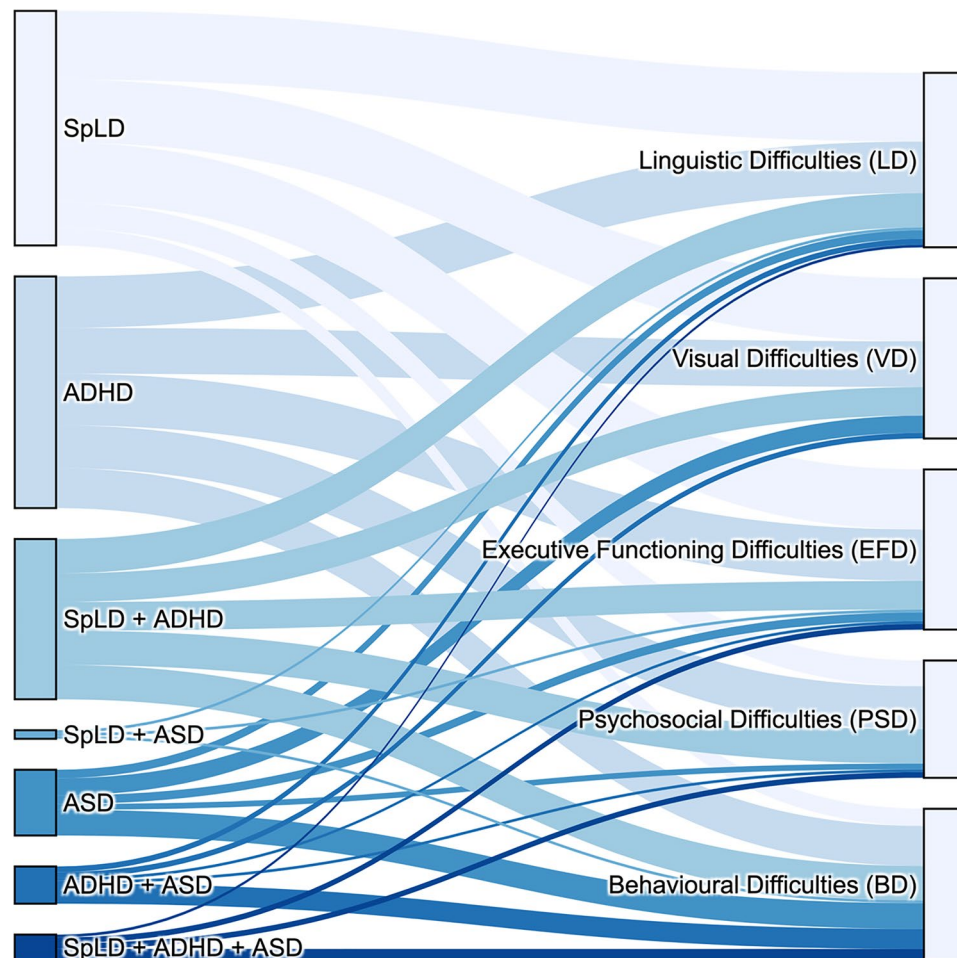 SpLD
ADHD
SpLD + ADHD
SpLD + ASD
ASD
ADHD + ASD
SpLD + ADHD + ASD
Linguistic Difficulties (LD)
Visual Difficulties (VD)
Executive Functioning Difficulties (EFD)
Psychosocial Difficulties (PSD)
Behavioural Difficulties (BD)